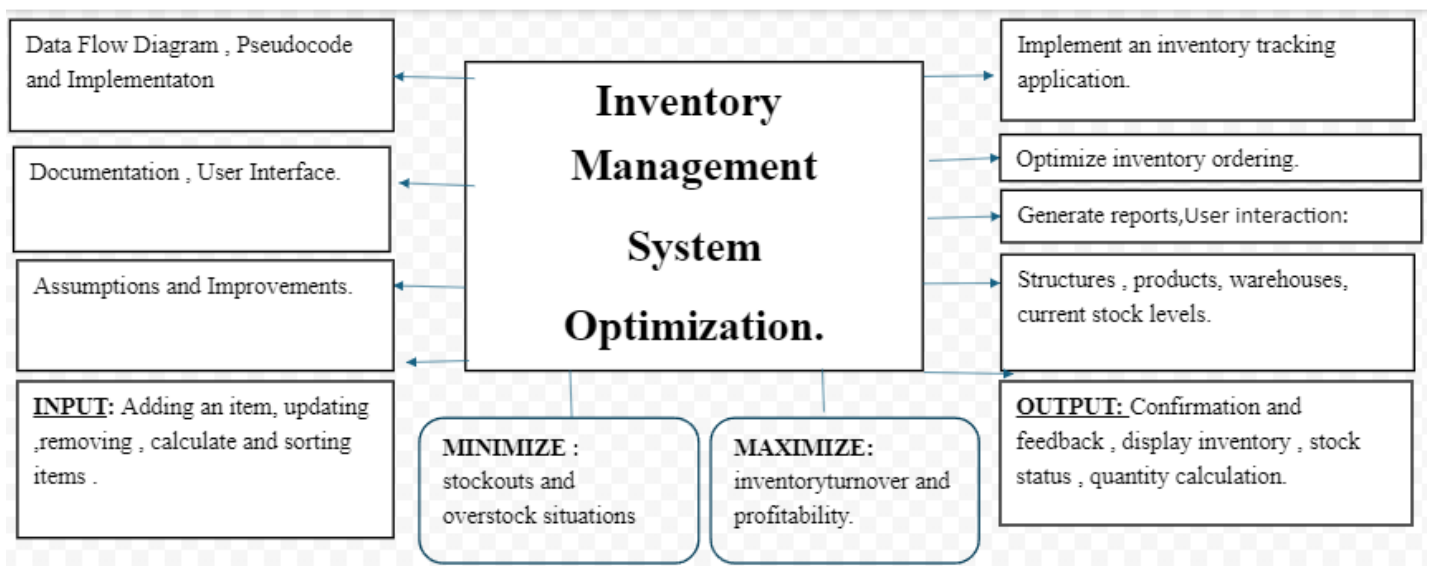 Data Flow Diagram , Pseudocode
and Implementaton
Documentation , User Interface.
Assumptions and Improvements.
INPUT: Adding an item, updating
,removing , calculate and sorting
items .
Inventory
Management
System
Optimization.
MINIMIZE :
stockouts and
overstock situations
MAXIMIZE:
inventoryturnover and
profitability.
Implement an inventory tracking
application.
Optimize inventory ordering.
Generate reports,User interaction:
Structures , products, warehouses,
current stock levels.
OUTPUT: Confirmation and
feedback , display inventory , stock
status , quantity calculation.